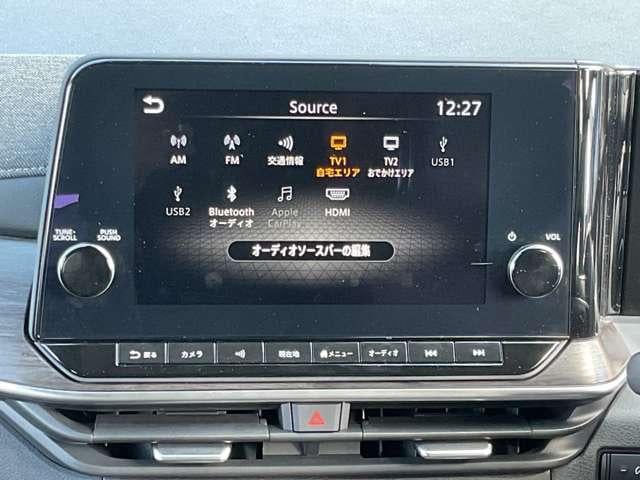 Source
12:27
AM
FM
交通情報
TV1
自宅エリア
TV2
おでかけエリア
USB1
USB2
Bluetooth
オーディオ
Apple
CarPlay
HDMI
オーディオソースバーの編集
TUNE·
SCROLL
PUSH
SOUND
VOL
戻る
カメラ
現在地
メニュー
オーディオ